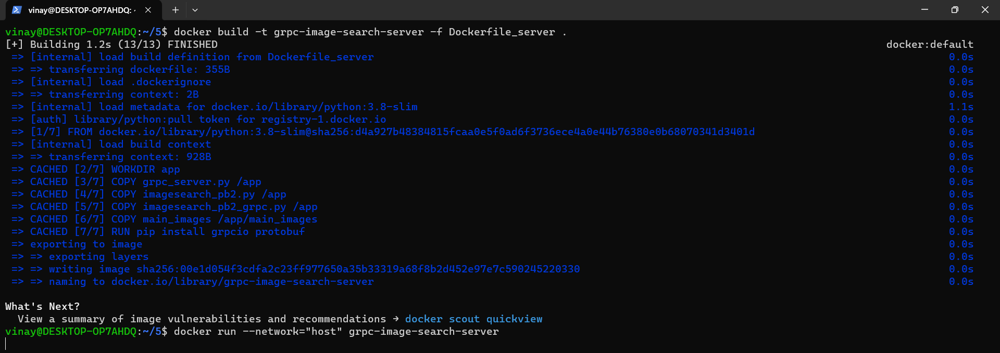 vinay@DESKTOP-OP7AHDQ: ~
vinay@DESKTOP-OP7AHDQ:~/5$ docker build -t grpc-image-search-server -f Dockerfile_server .
[+] Building 1.2s (13/13) FINISHED docker:default
=> [internal] load build definition from Dockerfile_server 0.0s
=> => transferring dockerfile: 355B 0.0s
=> [internal] load .dockerignore 0.0s
=> => transferring context: 2B 0.0s
=> [internal] load metadata for docker.io/library/python:3.8-slim 1.1s
=> [auth] library/python:pull token for registry-1.docker.io 0.0s
=> [1/7] FROM docker.io/library/python:3.8-slim@sha256:d4a927b48384815fcaa0e5f0ad6f3736ece4a0e44b76380e0b68070341d3401d 0.0s
=> [internal] load build context 0.0s
=> => transferring context: 928B 0.0s
=> CACHED [2/7] WORKDIR app 0.0s
=> CACHED [3/7] COPY grpc_server.py /app 0.0s
=> CACHED [4/7] COPY imagesearch_pb2.py /app 0.0s
=> CACHED [5/7] COPY imagesearch_pb2_grpc.py /app 0.0s
=> CACHED [6/7] COPY main_images /app/main_images 0.0s
=> CACHED [7/7] RUN pip install grpcio protobuf 0.0s
=> exporting to image 0.0s
=> => exporting layers 0.0s
=> => writing image sha256:00e1d054f3cdfa2c23ff977650a35b33319a68f8b2d452e97e7c590245220330 0.0s
=> => naming to docker.io/library/grpc-image-search-server 0.0s
What's Next?
View a summary of image vulnerabilities and recommendations → docker scout quickview
vinay@DESKTOP-OP7AHDQ:~/5$ docker run --network="host" grpc-image-search-server